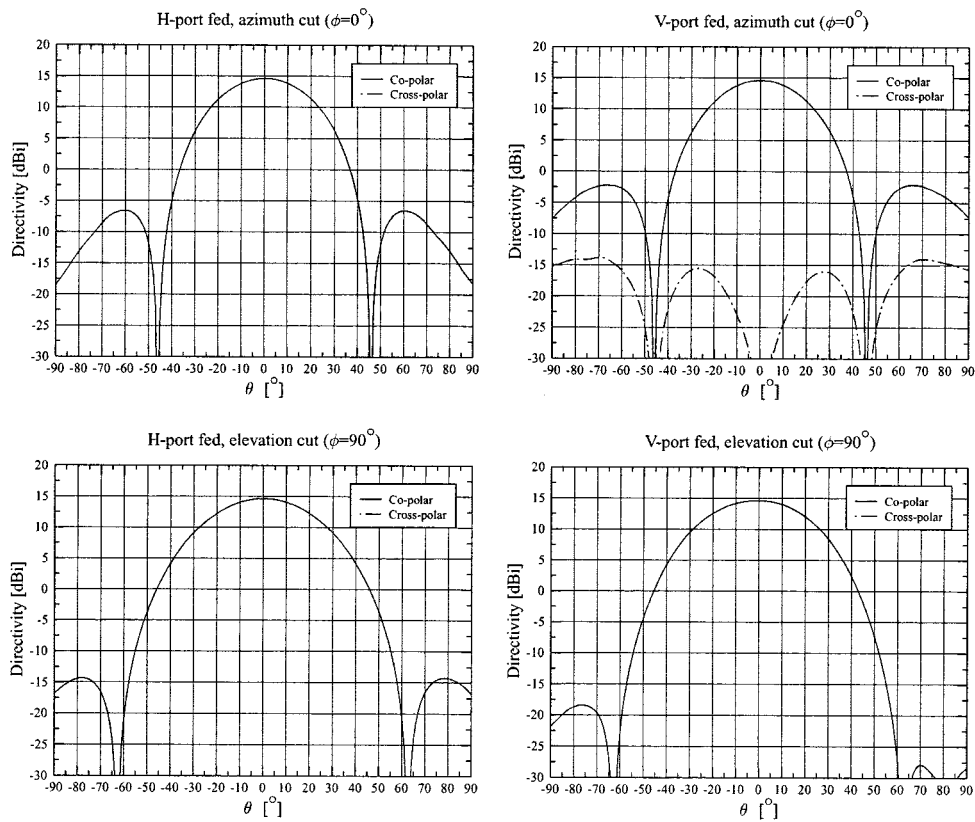 H-port fed, azimuth cut (ϕ=0°)
20
15
10
5
0
-5
-10
-15
-20
-25
-30
Directivity [dBi]
Co-polar
Cross-polar
-90 -80 -70 -60 -50 -40 -30 -20 -10 0 10 20 30 40 50 60 70 80 90
θ [°]
V-port fed, azimuth cut (ϕ=0°)
20
15
10
5
0
-5
-10
-15
-20
-25
-30
Directivity [dBi]
Co-polar
Cross-polar
-90 -80 -70 -60 -50 -40 -30 -20 -10 0 10 20 30 40 50 60 70 80 90
θ [°]
H-port fed, elevation cut (ϕ=90°)
20
15
10
5
0
-5
-10
-15
-20
-25
-30
Directivity [dBi]
Co-polar
Cross-polar
-90 -80 -70 -60 -50 -40 -30 -20 -10 0 10 20 30 40 50 60 70 80 90
θ [°]
V-port fed, elevation cut (ϕ=90°)
20
15
10
5
0
-5
-10
-15
-20
-25
-30
Directivity [dBi]
Co-polar
Cross-polar
-90 -80 -70 -60 -50 -40 -30 -20 -10 0 10 20 30 40 50 60 70 80 90
θ [°]